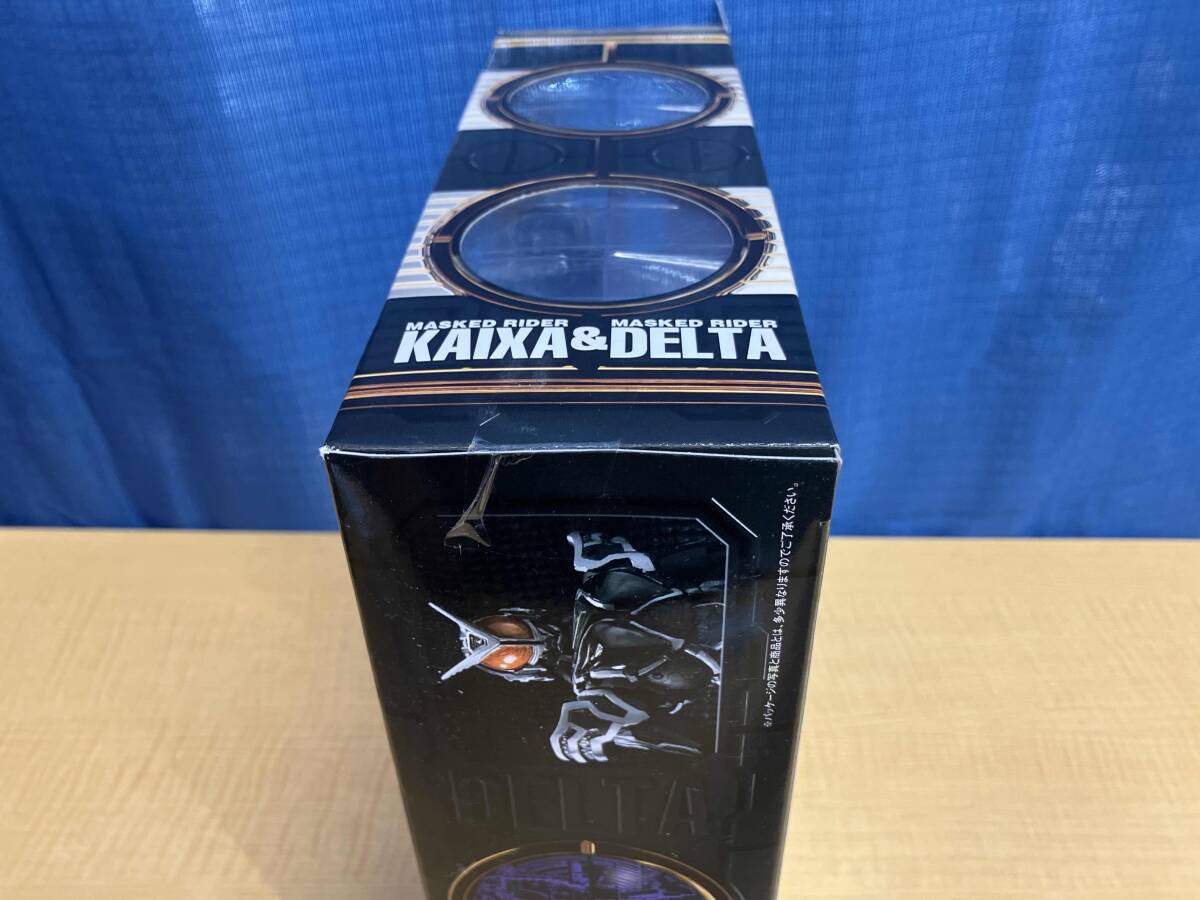 MASKED RIDER MASKED RIDER
KAIXA&DELTA
※パッケージの写真と商品とは、多少異なりますのでご了承ください。
DELTA